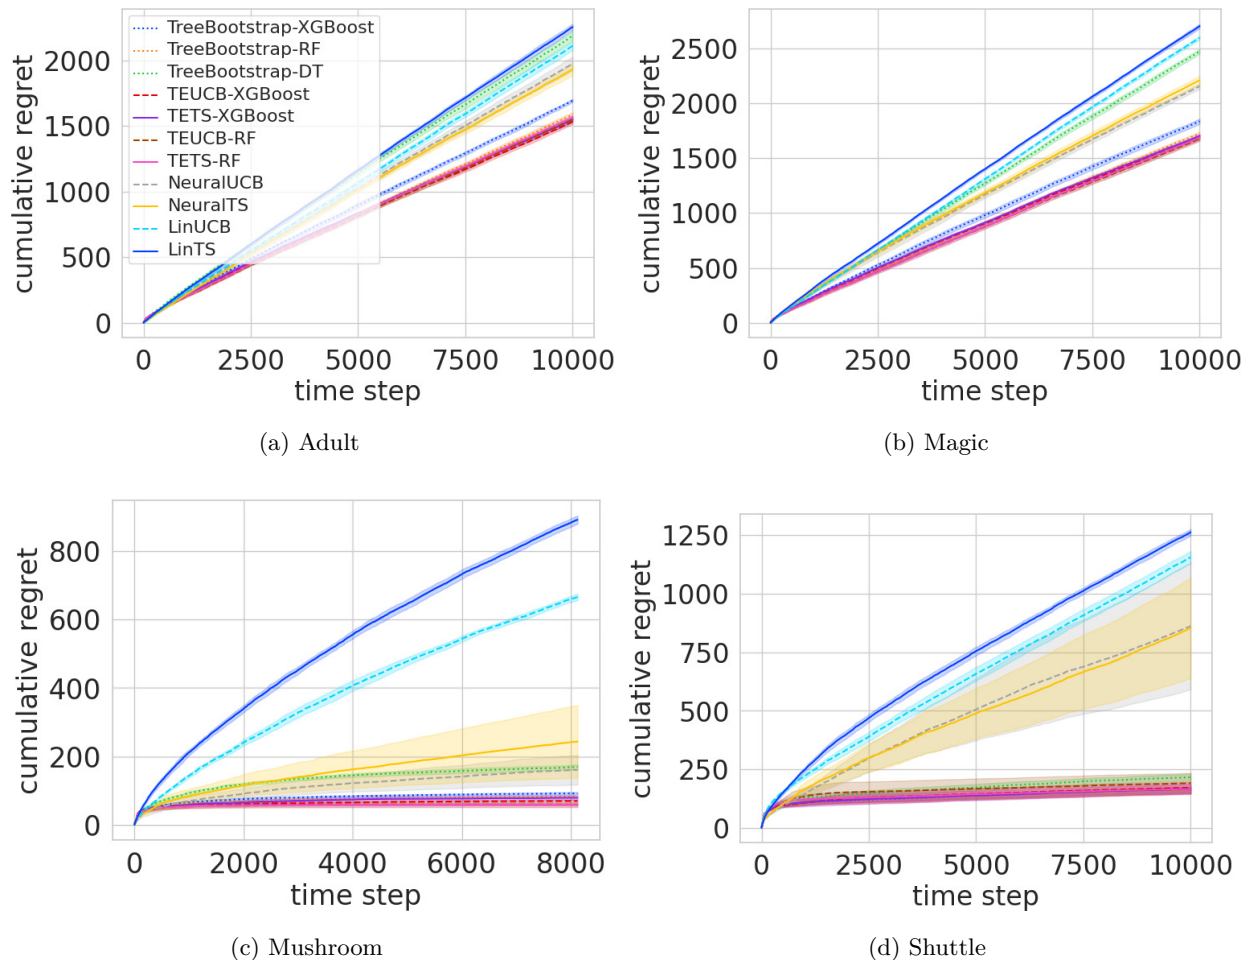 cumulative regret
2000
1500
1000
500
0
TreeBootstrap-XGBoost
TreeBootstrap-RF
TreeBootstrap-DT
TEUCB-XGBoost
TETS-XGBoost
TEUCB-RF
TETS-RF
NeuralUCB
NeuralTS
LinUCB
LinTS
0 2500 5000 7500 10000
time step
(a) Adult
cumulative regret
2500
2000
1500
1000
500
0
0 2500 5000 7500 10000
time step
(b) Magic
cumulative regret
800
600
400
200
0
0 2000 4000 6000 8000
time step
(c) Mushroom
cumulative regret
1250
1000
750
500
250
0
0 2500 5000 7500 10000
time step
(d) Shuttle